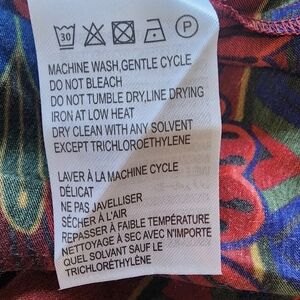 30 P
MACHINE WASH,GENTLE CYCLE
DO NOT BLEACH
DO NOT TUMBLE DRY,LINE DRYING
IRON AT LOW HEAT
DRY CLEAN WITH ANY SOLVENT
EXCEPT TRICHLOROETHYLENE
LAVER À LA MACHINE CYCLE
DÉLICAT
NE PAS JAVELLISER
SÉCHER À L'AIR
REPASSER À FAIBLE TEMPÉRATURE
NETTOYAGE À SEC AVEC N'IMPORTE
QUEL SOLVANT SAUF LE
TRICHLORÉTHYLÈNE